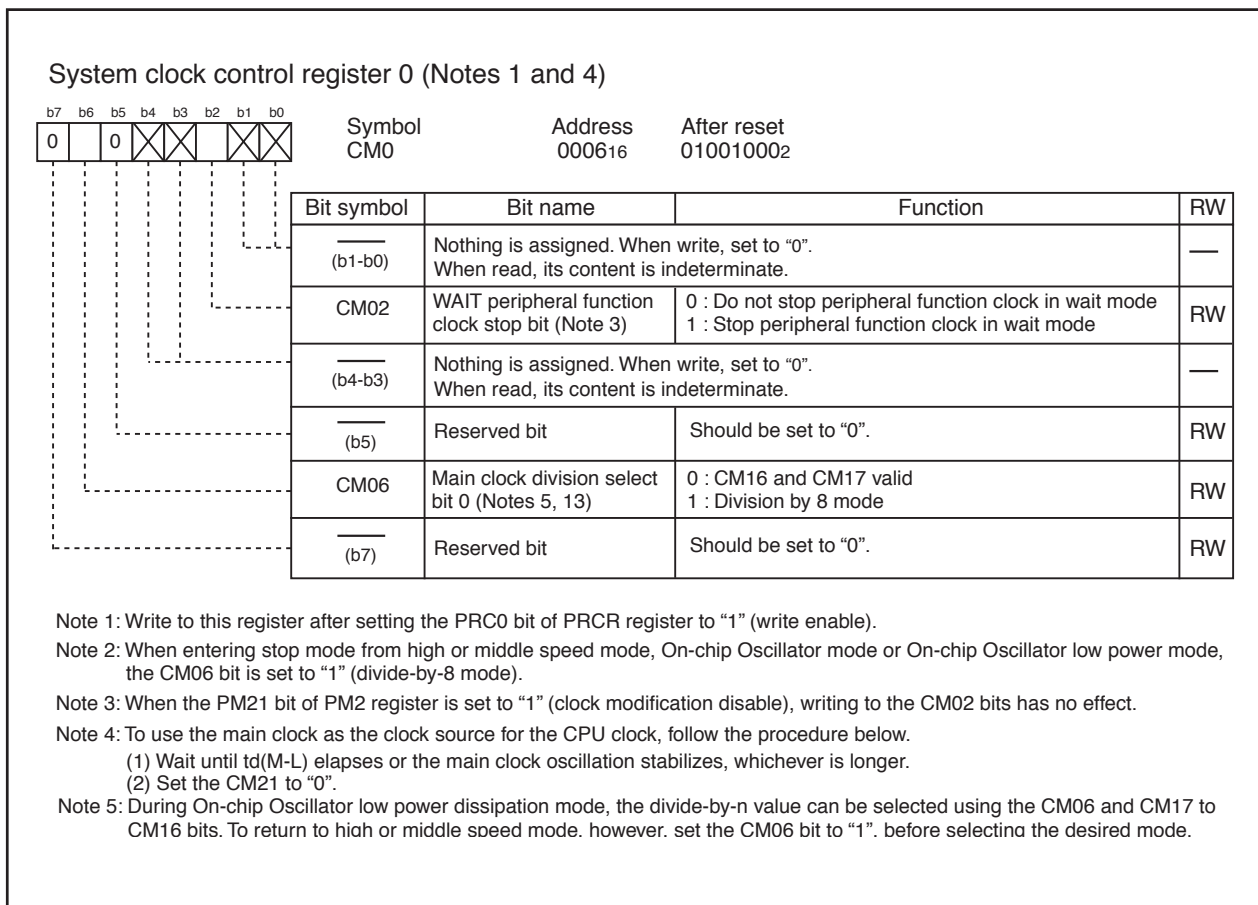 System clock control register 0 (Notes 1 and 4)
b7 b6 b5 b4 b3 b2 b1 b0
0 0
Symbol Address After reset
CM0 000616 010010002
Bit symbol Bit name Function RW
(b1-b0) Nothing is assigned. When write, set to “0”.
When read, its content is indeterminate. —
CM02 WAIT peripheral function clock stop bit (Note 3) 0 : Do not stop peripheral function clock in wait mode
1 : Stop peripheral function clock in wait mode RW
(b4-b3) Nothing is assigned. When write, set to “0”.
When read, its content is indeterminate. —
(b5) Reserved bit Should be set to “0”. RW
CM06 Main clock division select bit 0 (Notes 5, 13) 0 : CM16 and CM17 valid
1 : Division by 8 mode RW
(b7) Reserved bit Should be set to “0”. RW
Note 1: Write to this register after setting the PRC0 bit of PRCR register to “1” (write enable).
Note 2: When entering stop mode from high or middle speed mode, On-chip Oscillator mode or On-chip Oscillator low power mode,
the CM06 bit is set to “1” (divide-by-8 mode).
Note 3: When the PM21 bit of PM2 register is set to “1” (clock modification disable), writing to the CM02 bits has no effect.
Note 4: To use the main clock as the clock source for the CPU clock, follow the procedure below.
(1) Wait until td(M-L) elapses or the main clock oscillation stabilizes, whichever is longer.
(2) Set the CM21 to “0”.
Note 5: During On-chip Oscillator low power dissipation mode, the divide-by-n value can be selected using the CM06 and CM17 to
CM16 bits. To return to high or middle speed mode, however, set the CM06 bit to “1”, before selecting the desired mode.